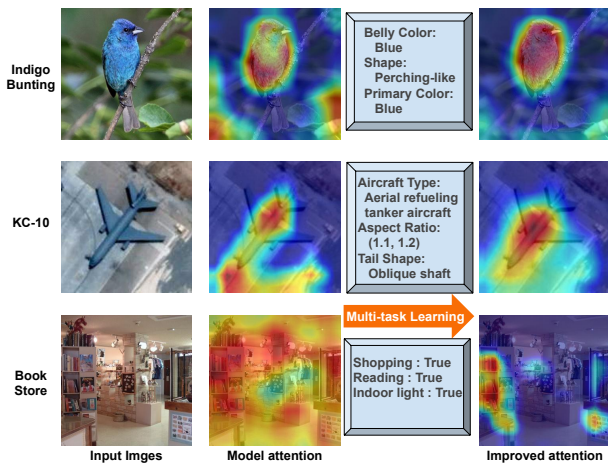 Indigo
Bunting
Belly Color:
Blue
Shape:
Perching-like
Primary Color:
Blue
KC-10
Aircraft Type:
Aerial refueling
tanker aircraft
Aspect Ratio:
(1.1, 1.2)
Tail Shape:
Oblique shaft
Multi-task Learning
Book
Store
Shopping : True
Reading : True
Indoor light : True
Input Imges
Model attention
Improved attention